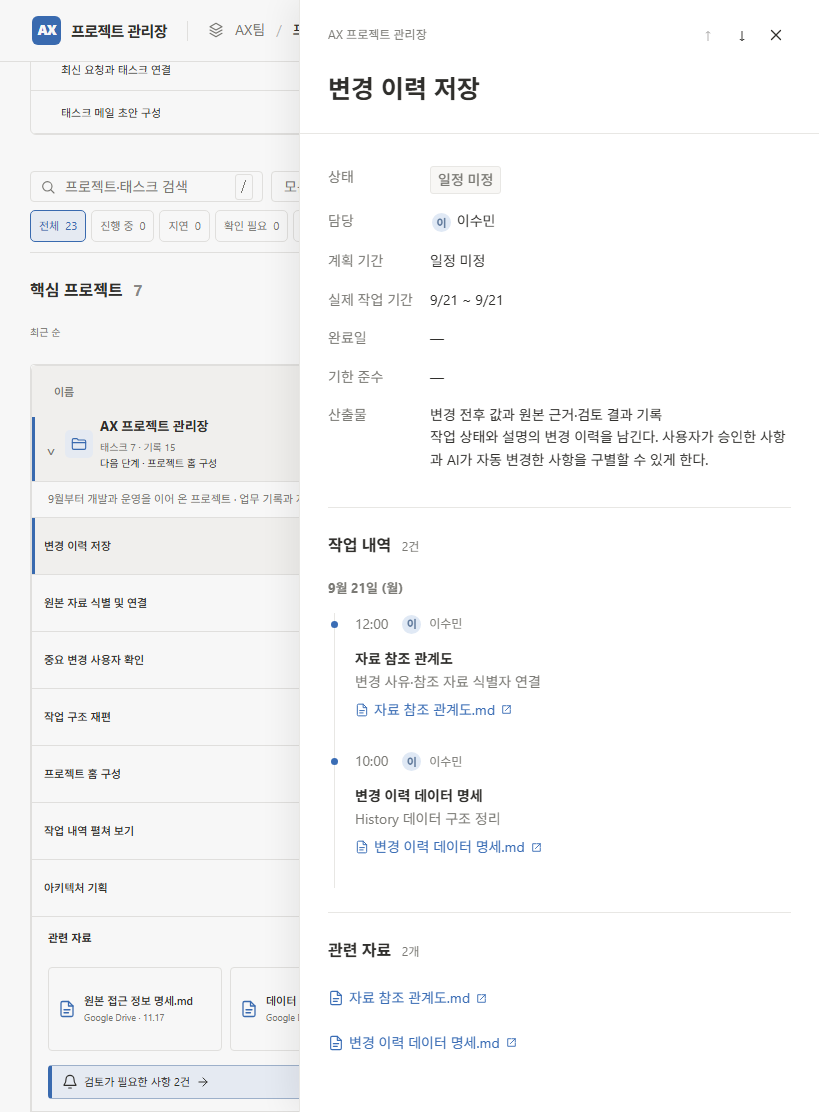 AX 프로젝트 관리장
AX팀 /
최신 요청과 태스크 연결
태스크 메일 초안 구성
프로젝트·태스크 검색 /
전체 23 진행 중 0 지연 0 확인 필요 0
핵심 프로젝트 7
최근 순
이름
AX 프로젝트 관리장
태스크 7 · 기록 15
다음 단계 · 프로젝트 홈 구성
9월부터 개발과 운영을 이어 온 프로젝트 · 업무 기록과
변경 이력 저장
원본 자료 식별 및 연결
중요 변경 사용자 확인
작업 구조 재편
프로젝트 홈 구성
작업 내역 펼쳐 보기
아키텍처 기획
관련 자료
원본 접근 정보 명세.md
Google Drive · 11.17
데이터
Google
검토가 필요한 사항 2건 →
AX 프로젝트 관리장
↑ ↓ ×
변경 이력 저장
상태 일정 미정
담당 이 이수민
계획 기간 일정 미정
실제 작업 기간 9/21 ~ 9/21
완료일 —
기한 준수 —
산출물 변경 전후 값과 원본 근거·검토 결과 기록
작업 상태와 설명의 변경 이력을 남긴다. 사용자가 승인한 사항
과 AI가 자동 변경한 사항을 구별할 수 있게 한다.
작업 내역 2건
9월 21일 (월)
12:00 이 이수민
자료 참조 관계도
변경 사유·참조 자료 식별자 연결
자료 참조 관계도.md
10:00 이 이수민
변경 이력 데이터 명세
History 데이터 구조 정리
변경 이력 데이터 명세.md
관련 자료 2개
자료 참조 관계도.md
변경 이력 데이터 명세.md